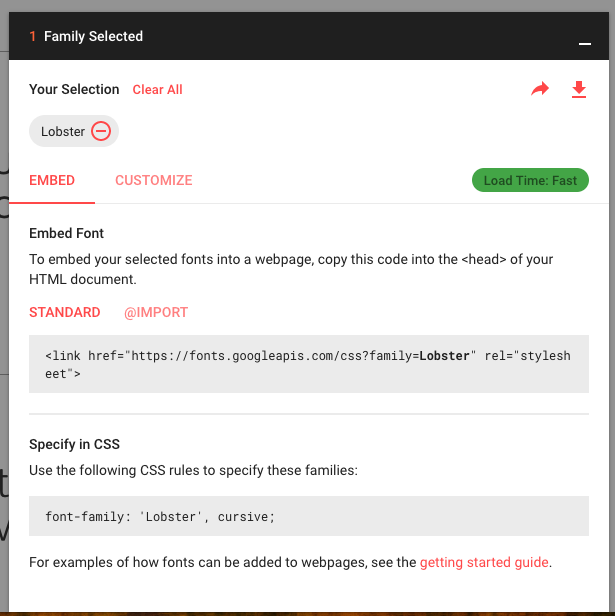 1 Family Selected
Your Selection Clear All
Lobster
EMBED CUSTOMIZE Load Time: Fast
Embed Font
To embed your selected fonts into a webpage, copy this code into the <head> of your
HTML document.
STANDARD @IMPORT
<link href="https://fonts.googleapis.com/css?family=Lobster" rel="stylesh
eet">
Specify in CSS
Use the following CSS rules to specify these families:
font-family: 'Lobster', cursive;
For examples of how fonts can be added to webpages, see the getting started guide.